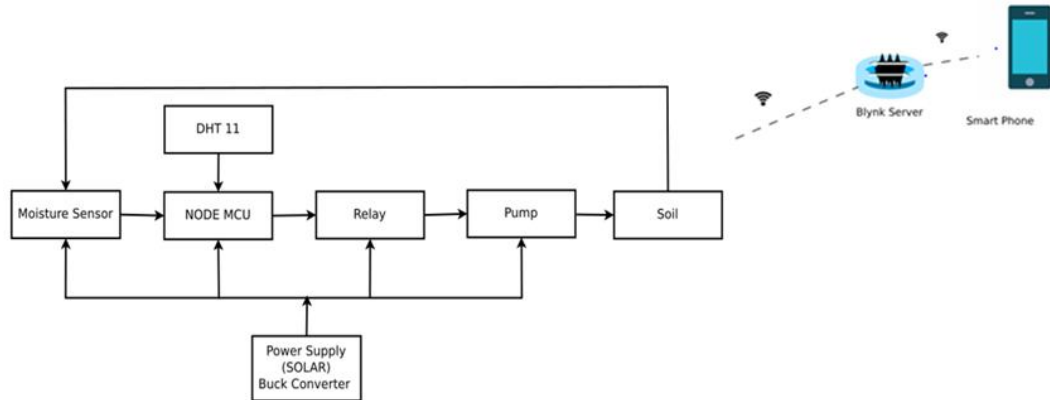 DHT 11
Blynk Server
Smart Phone
Moisture Sensor
NODE MCU
Relay
Pump
Soil
Power Supply
(SOLAR)
Buck Converter